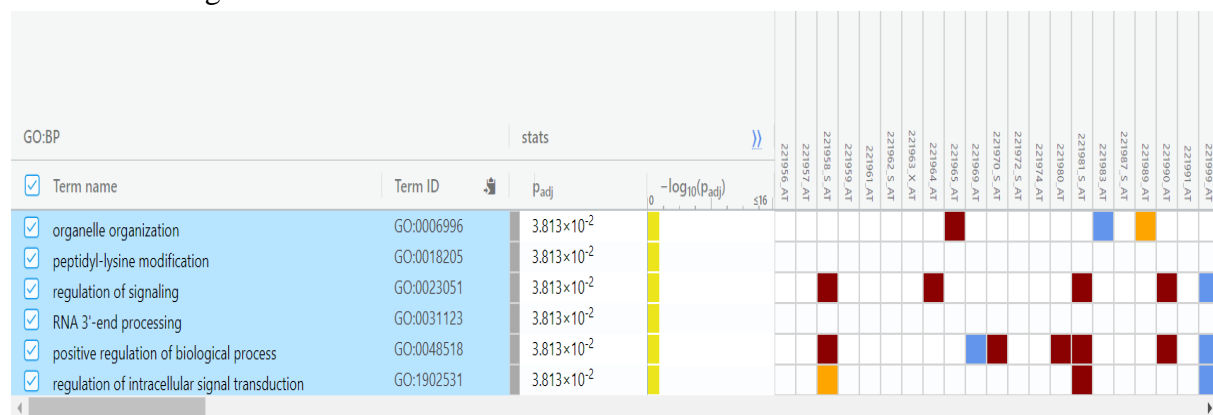 GO:BP stats ⟩⟩
221956_AT
221957_AT
221958_S_AT
221959_AT
221961_AT
221962_S_AT
221963_X_AT
221964_AT
221965_AT
221969_AT
221970_S_AT
221972_S_AT
221974_AT
221980_AT
221981_S_AT
221983_AT
221987_S_AT
221989_AT
221990_AT
221991_AT
221999_AT
Term name Term ID padj −log10(padj)
0 ≤16
organelle organization GO:0006996 3.813×10-2
peptidyl-lysine modification GO:0018205 3.813×10-2
regulation of signaling GO:0023051 3.813×10-2
RNA 3'-end processing GO:0031123 3.813×10-2
positive regulation of biological process GO:0048518 3.813×10-2
regulation of intracellular signal transduction GO:1902531 3.813×10-2